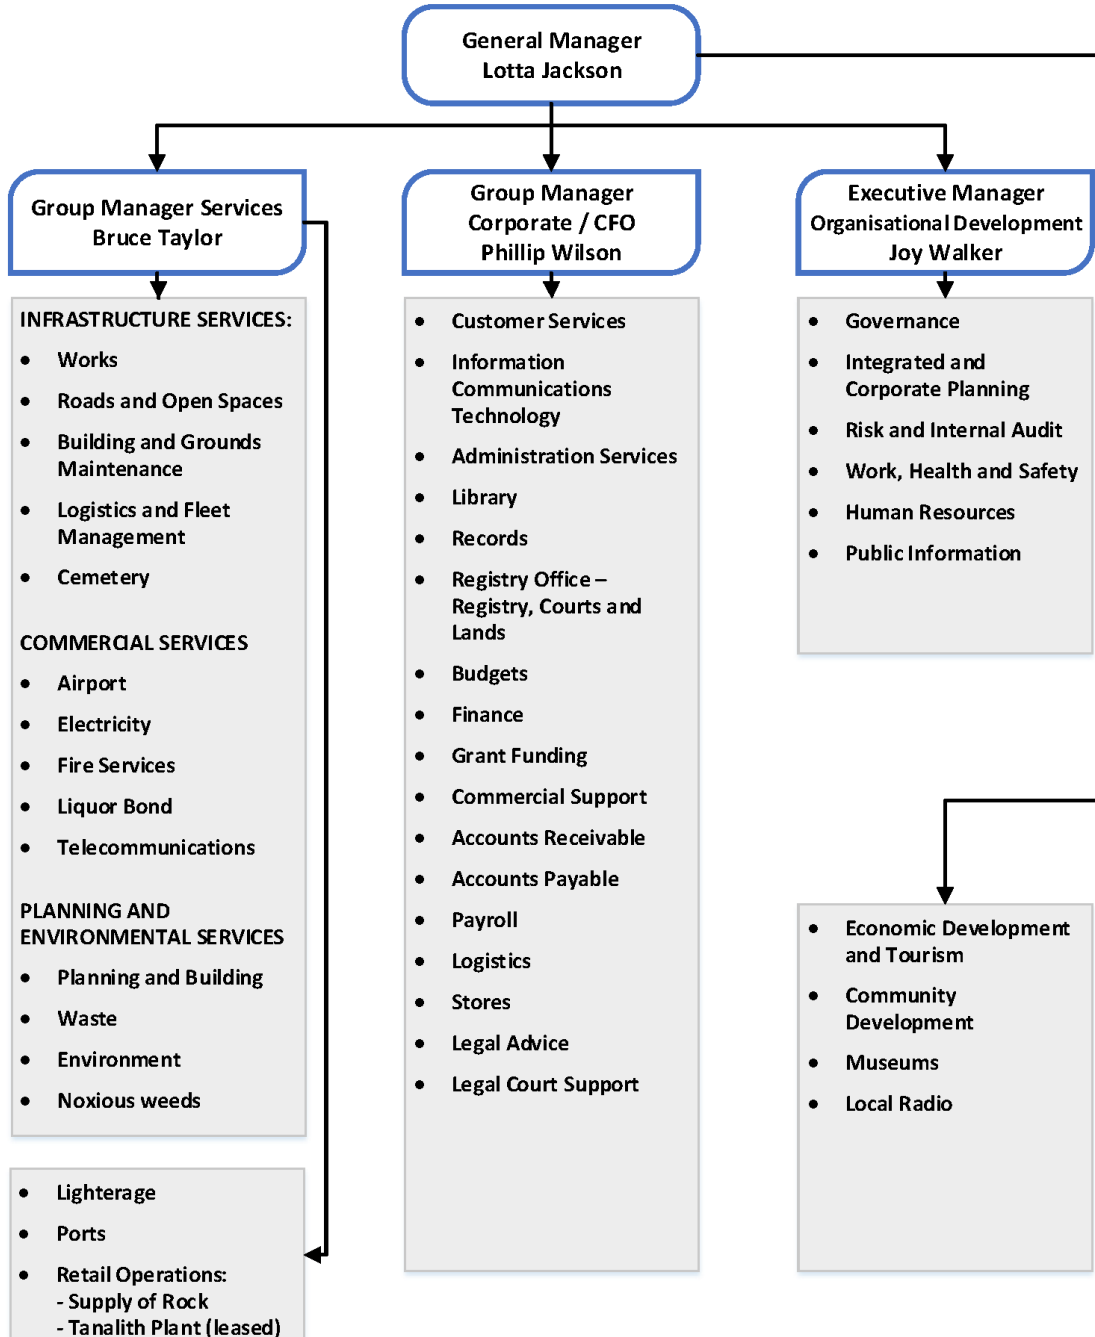 General Manager
Lotta Jackson
Group Manager Services
Bruce Taylor
Group Manager
Corporate / CFO
Phillip Wilson
Executive Manager
Organisational Development
Joy Walker
INFRASTRUCTURE SERVICES:
• Works
• Roads and Open Spaces
• Building and Grounds
Maintenance
• Logistics and Fleet
Management
• Cemetery
COMMERCIAL SERVICES
• Airport
• Electricity
• Fire Services
• Liquor Bond
• Telecommunications
PLANNING AND
ENVIRONMENTAL SERVICES
• Planning and Building
• Waste
• Environment
• Noxious weeds
• Lighterage
• Ports
• Retail Operations:
- Supply of Rock
- Tanalith Plant (leased)
• Customer Services
• Information
Communications
Technology
• Administration Services
• Library
• Records
• Registry Office –
Registry, Courts and
Lands
• Budgets
• Finance
• Grant Funding
• Commercial Support
• Accounts Receivable
• Accounts Payable
• Payroll
• Logistics
• Stores
• Legal Advice
• Legal Court Support
• Governance
• Integrated and
Corporate Planning
• Risk and Internal Audit
• Work, Health and Safety
• Human Resources
• Public Information
• Economic Development
and Tourism
• Community
Development
• Museums
• Local Radio